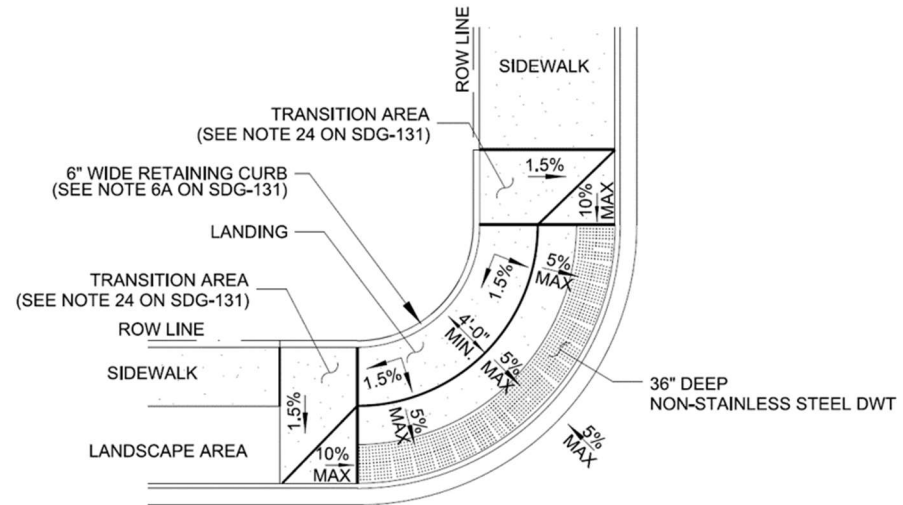 ROW LINE
SIDEWALK
TRANSITION AREA
(SEE NOTE 24 ON SDG-131)
1.5%
10%
MAX
6" WIDE RETAINING CURB
(SEE NOTE 6A ON SDG-131)
LANDING
5%
MAX
1.5%
TRANSITION AREA
(SEE NOTE 24 ON SDG-131)
4'-0"
MIN.
ROW LINE
SIDEWALK
1.5%
5%
MAX
36" DEEP
NON-STAINLESS STEEL DWT
1.5%
5%
MAX
5%
MAX
LANDSCAPE AREA
10%
MAX